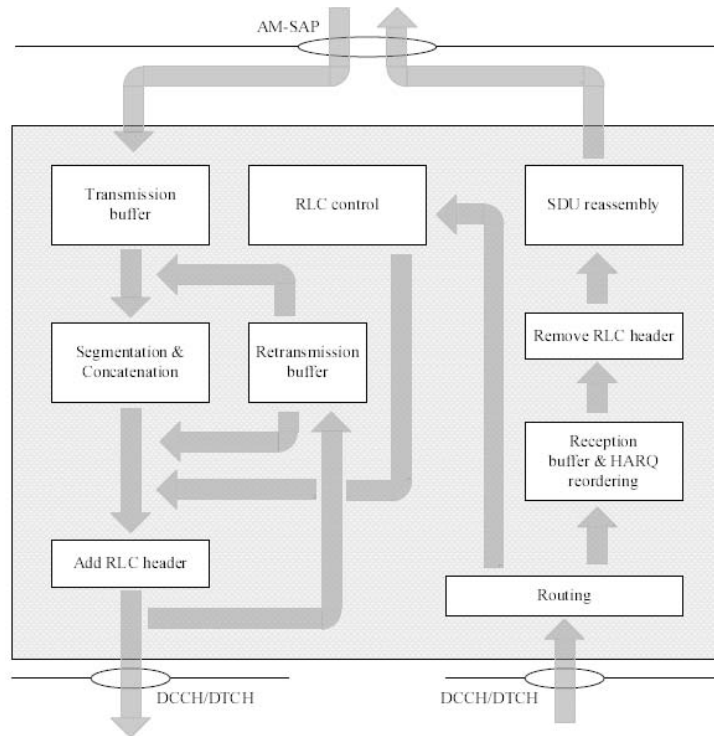 AM-SAP
Transmission
buffer
RLC control
SDU reassembly
Segmentation &
Concatenation
Retransmission
buffer
Remove RLC header
Reception
buffer & HARQ
reordering
Add RLC header
Routing
DCCH/DTCH
DCCH/DTCH